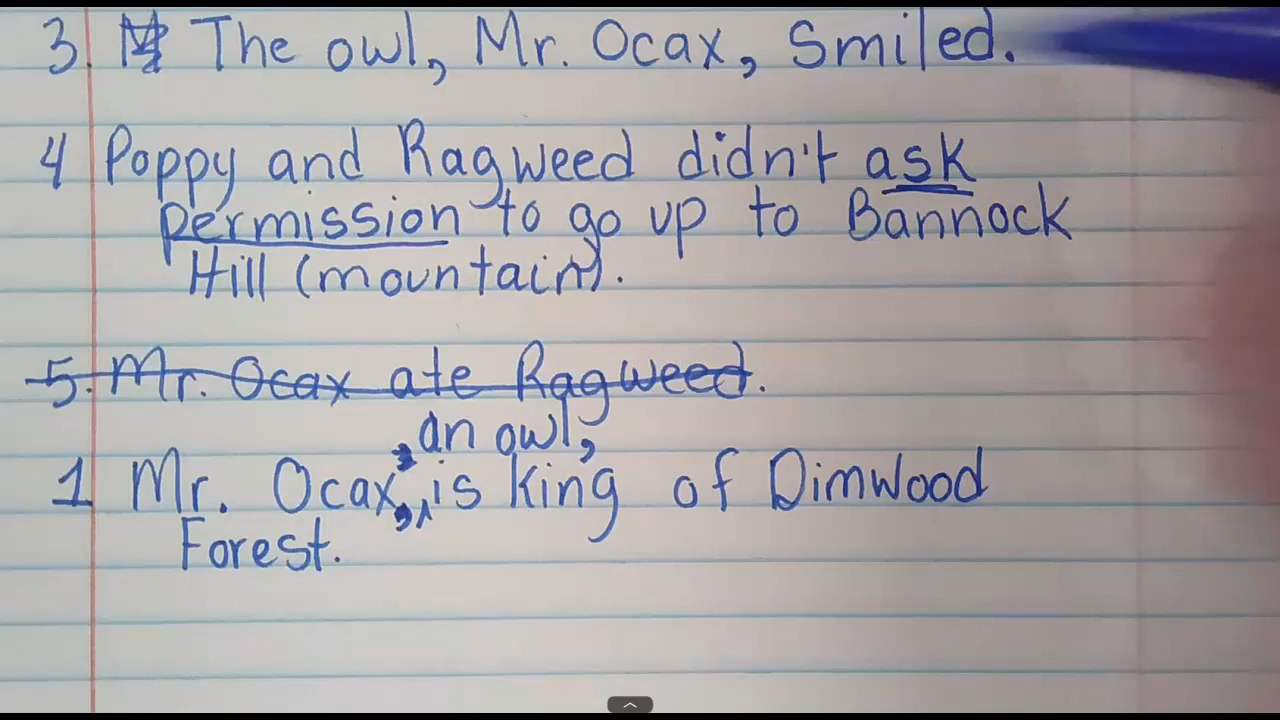 3. The owl, Mr. Ocax, Smiled.
4 Poppy and Ragweed didn't ask
permission to go up to Bannock
Hill (mountain).
5. Mr. Ocax ate Ragweed.
, an owl,
1 Mr. Ocax, is King of Dimwood
Forest.